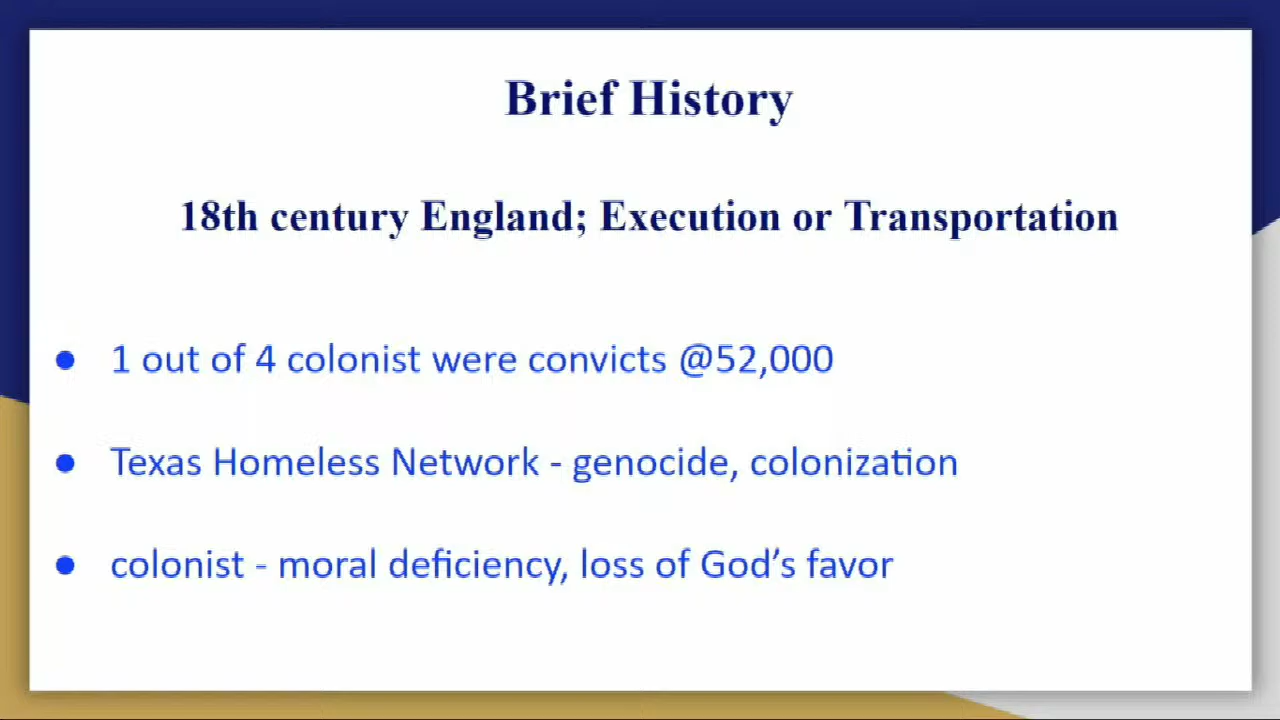 Brief History
18th century England; Execution or Transportation
● 1 out of 4 colonist were convicts @52,000
● Texas Homeless Network - genocide, colonization
● colonist - moral deficiency, loss of God’s favor